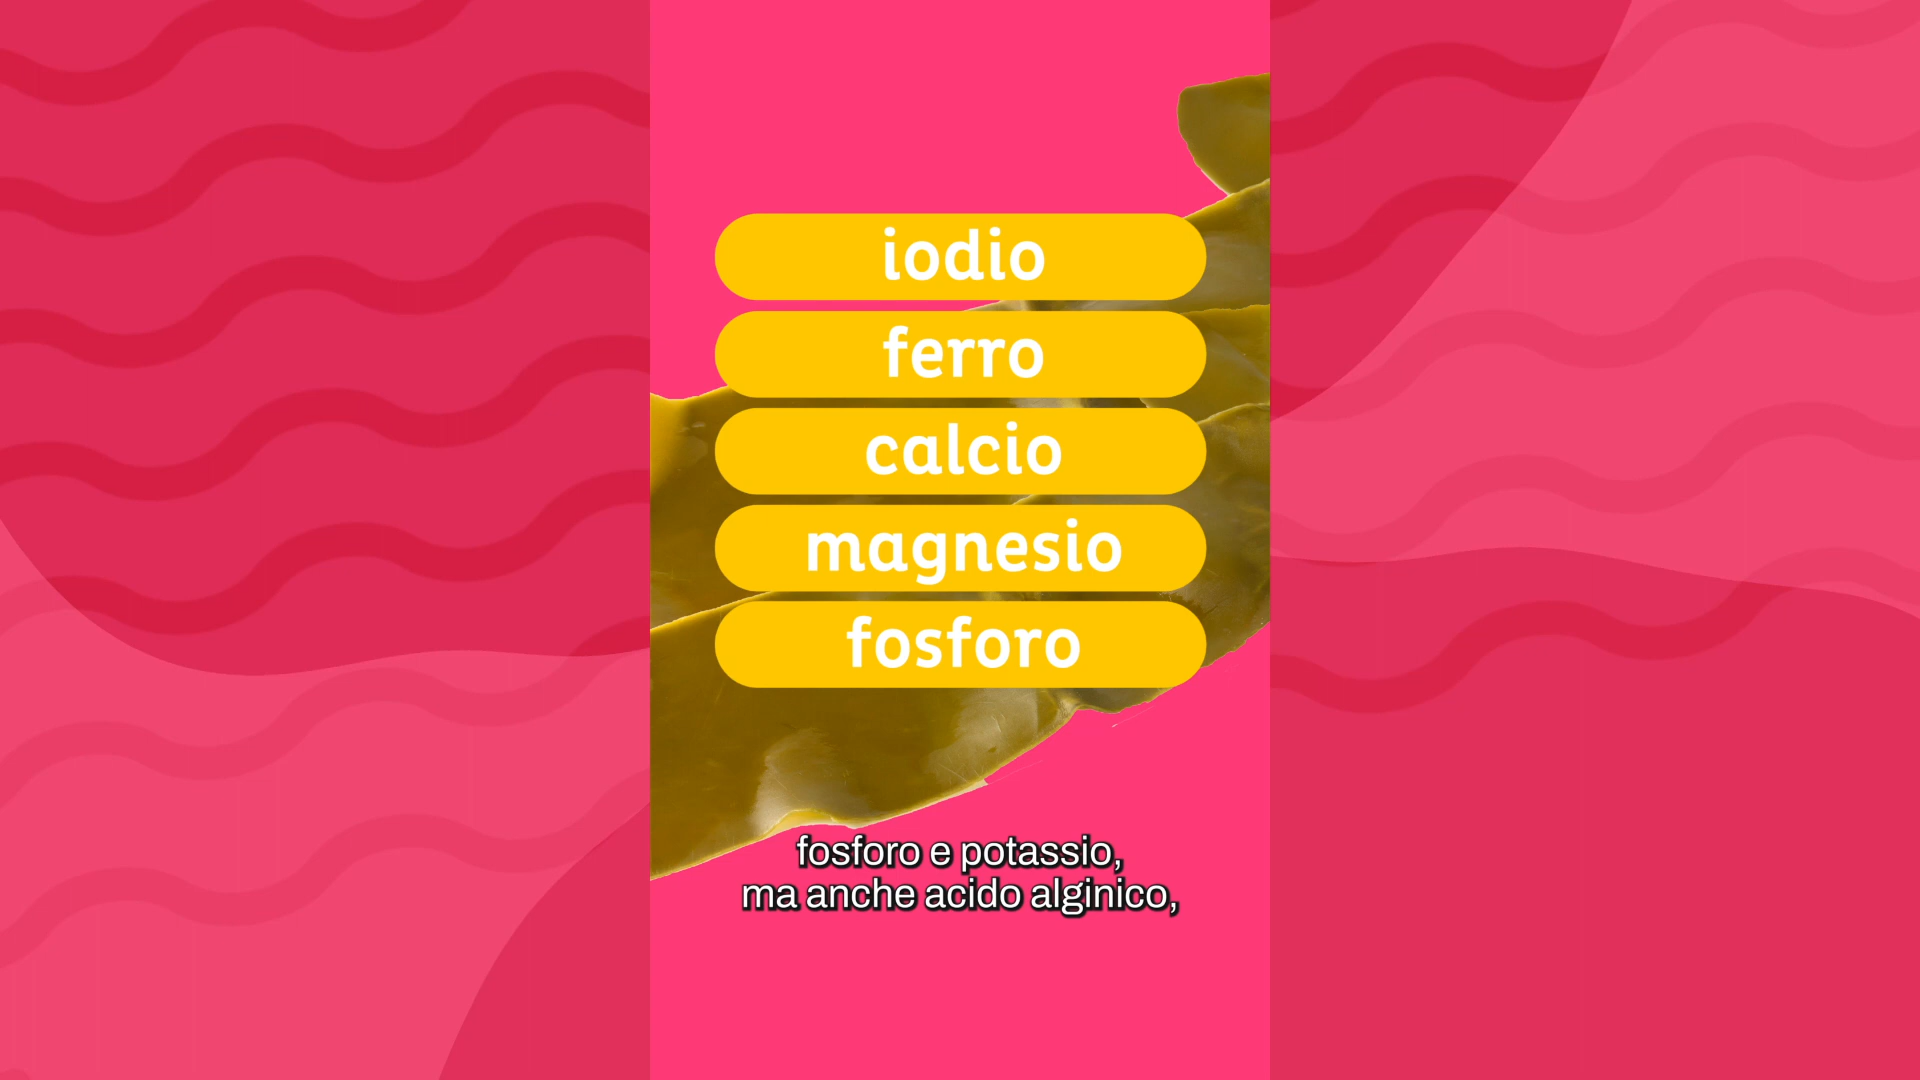 iodio
ferro
calcio
magnesio
fosforo
fosforo e potassio,
ma anche acido alginico,